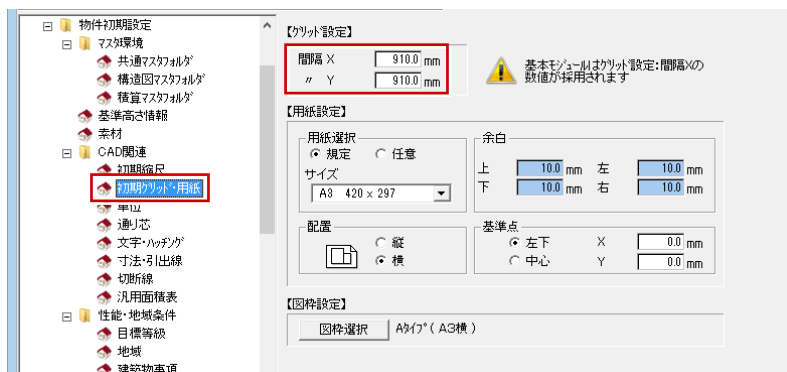 物件初期設定
マスタ環境
共通マスタフォルダ
構造図マスタフォルダ
積算マスタフォルダ
基準高さ情報
素材
CAD関連
初期縮尺
初期グリッド・用紙
単位
通り芯
文字・ハッチング
寸法・引出線
切断線
汎用面積表
性能・地域条件
目標等級
地域
建築物事項
【グリッド設定】
間隔 X 910.0 mm
〃 Y 910.0 mm
基本モジュールはグリッド設定:間隔Xの
数値が採用されます
【用紙設定】
用紙選択
規定 任意
サイズ
A3 420×297
余白
上 10.0 mm 左 10.0 mm
下 10.0 mm 右 10.0 mm
配置
縦
横
基準点
左下 X 0.0 mm
中心 Y 0.0 mm
【図枠設定】
図枠選択 Aタイプ(A3横)